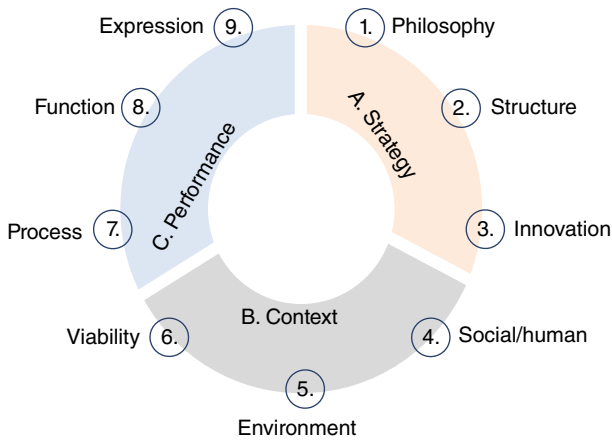 Expression 9.
1. Philosophy
Function 8.
A. Strategy
2. Structure
C. Performance
Process 7.
3. Innovation
B. Context
Viability 6.
4. Social/human
5.
Environment